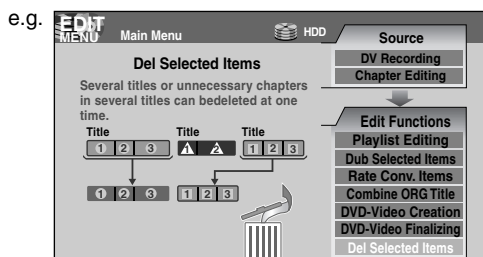 e.g.
EDIT
MENU
Main Menu
HDD
Del Selected Items
Several titles or unnecessary chapters
in several titles can bedeleted at one
time.
Title Title Title
1 2 3 1 2 1 2 3
1 2 3 1 2 3
Source
DV Recording
Chapter Editing
Edit Functions
Playlist Editing
Dub Selected Items
Rate Conv. Items
Combine ORG Title
DVD-Video Creation
DVD-Video Finalizing
Del Selected Items